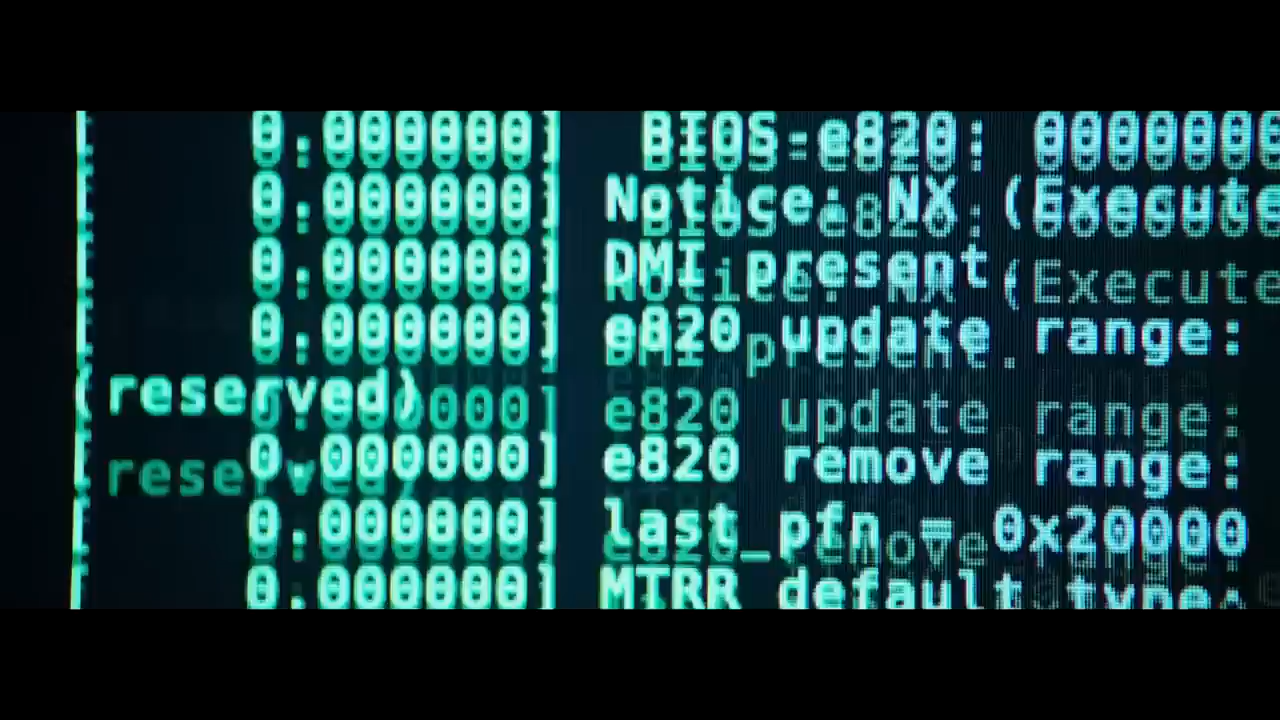 [ 0.000000] BIOS-e820: 0000000
[ 0.000000] Notice: NX (Execute
[ 0.000000] DMI present.
[ 0.000000] e820 update range:
(reserved)
[ 0.000000] e820 remove range:
[ 0.000000] last_pfn = 0x20000
[ 0.000000] MTRR default type: